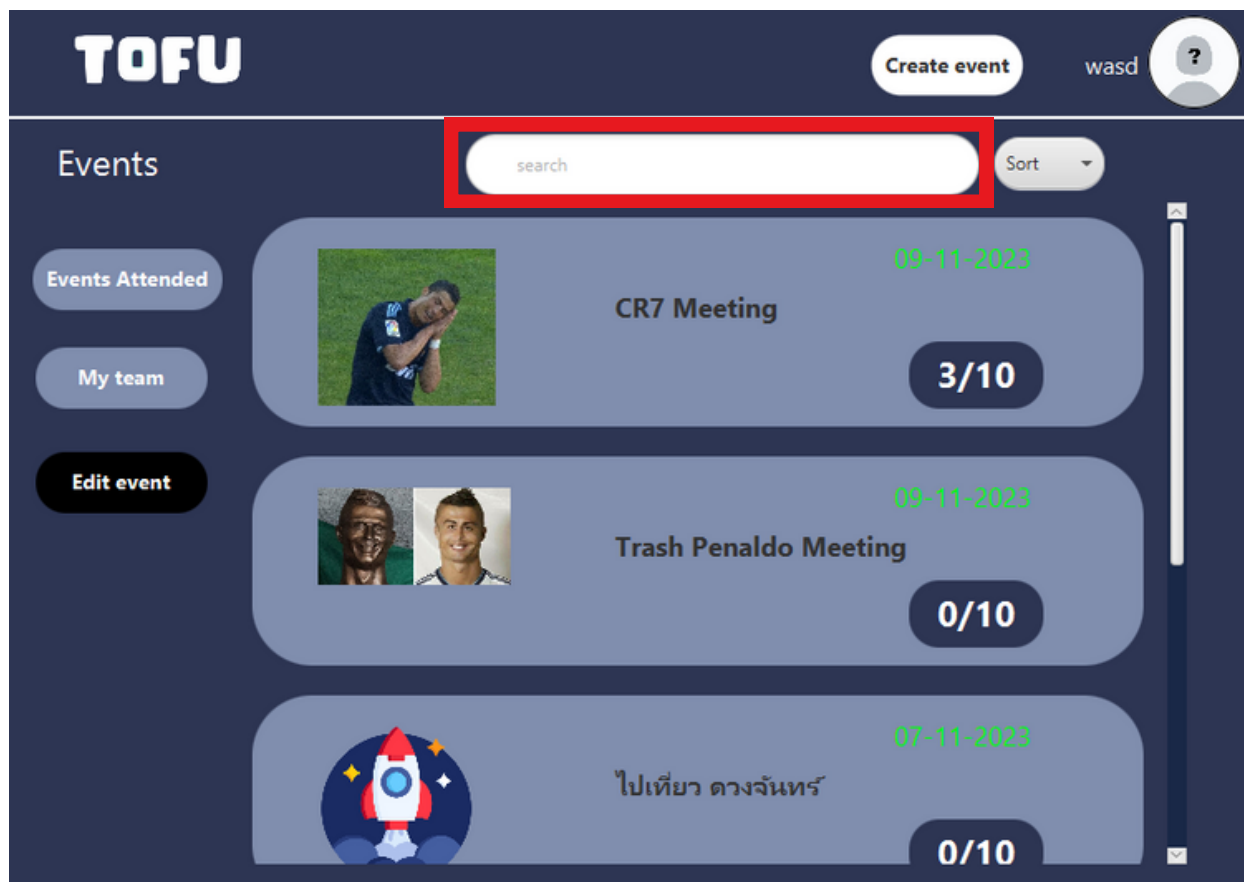 TOFU
Create event
wasd
?
Events
search
Sort
Events Attended
My team
Edit event
09-11-2023
CR7 Meeting
3/10
09-11-2023
Trash Penaldo Meeting
0/10
07-11-2023
ไปเที่ยว ดวงจันทร์
0/10